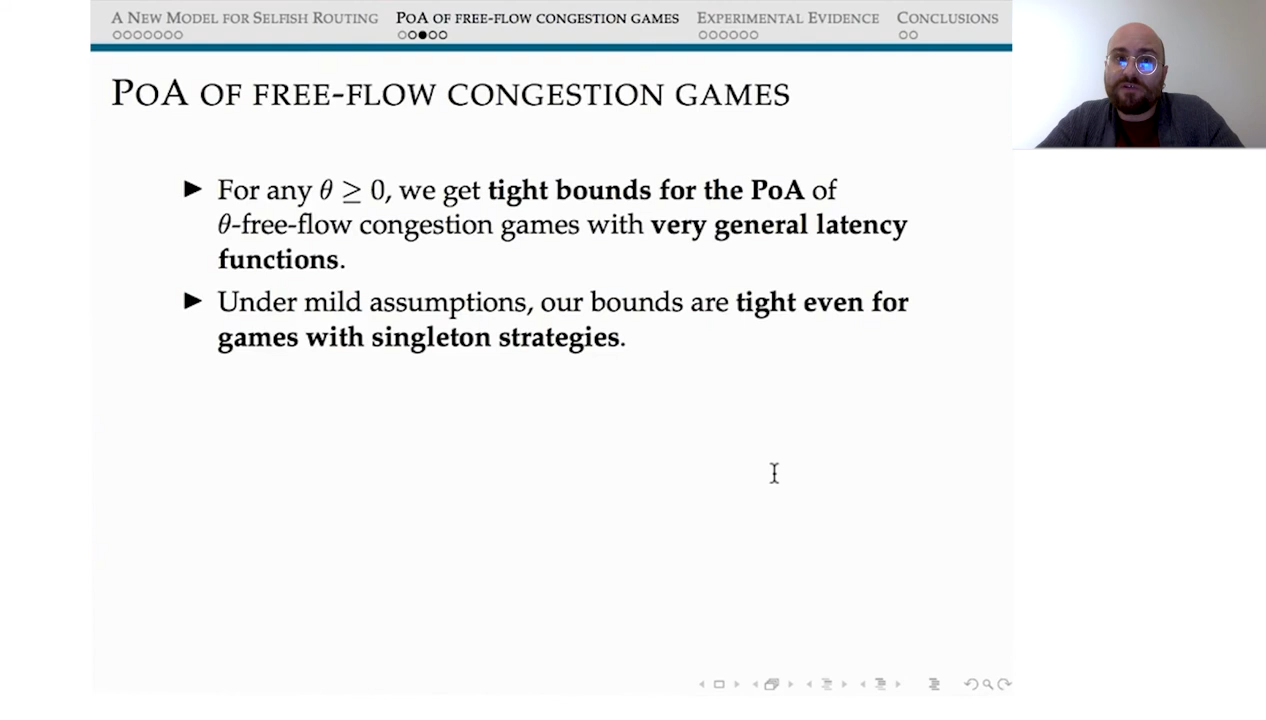 A New Model for Selfish Routing PoA of free-flow congestion games Experimental Evidence Conclusions
PoA of free-flow congestion games
► For any θ ≥ 0, we get tight bounds for the PoA of
θ-free-flow congestion games with very general latency
functions.
► Under mild assumptions, our bounds are tight even for
games with singleton strategies.